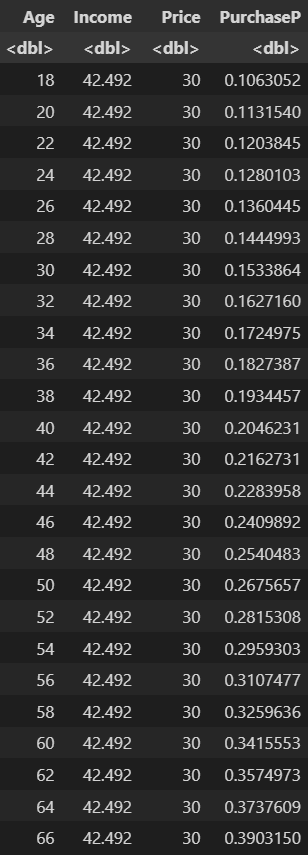 Age Income Price PurchaseP
<dbl> <dbl> <dbl> <dbl>
18 42.492 30 0.1063052
20 42.492 30 0.1131540
22 42.492 30 0.1203845
24 42.492 30 0.1280103
26 42.492 30 0.1360445
28 42.492 30 0.1444993
30 42.492 30 0.1533864
32 42.492 30 0.1627160
34 42.492 30 0.1724975
36 42.492 30 0.1827387
38 42.492 30 0.1934457
40 42.492 30 0.2046231
42 42.492 30 0.2162731
44 42.492 30 0.2283958
46 42.492 30 0.2409892
48 42.492 30 0.2540483
50 42.492 30 0.2675657
52 42.492 30 0.2815308
54 42.492 30 0.2959303
56 42.492 30 0.3107477
58 42.492 30 0.3259636
60 42.492 30 0.3415553
62 42.492 30 0.3574973
64 42.492 30 0.3737609
66 42.492 30 0.3903150